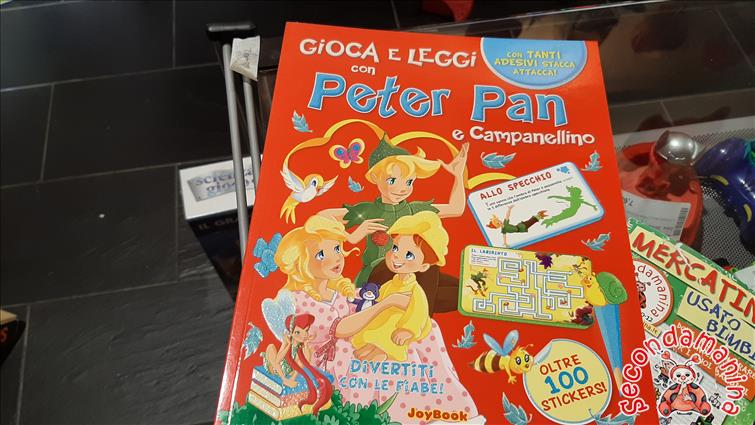 GIOCA E LEGGI
con
CON TANTI
ADESIVI STACCA
ATTACCA!
Peter Pan
e Campanellino
ALLO SPECCHIO
IL LABIRINTO
DIVERTITI
CON LE FIABE!
OLTRE
100
STICKERS!
JoyBook
MERCATIN
USATO
BIMB
secondamanina